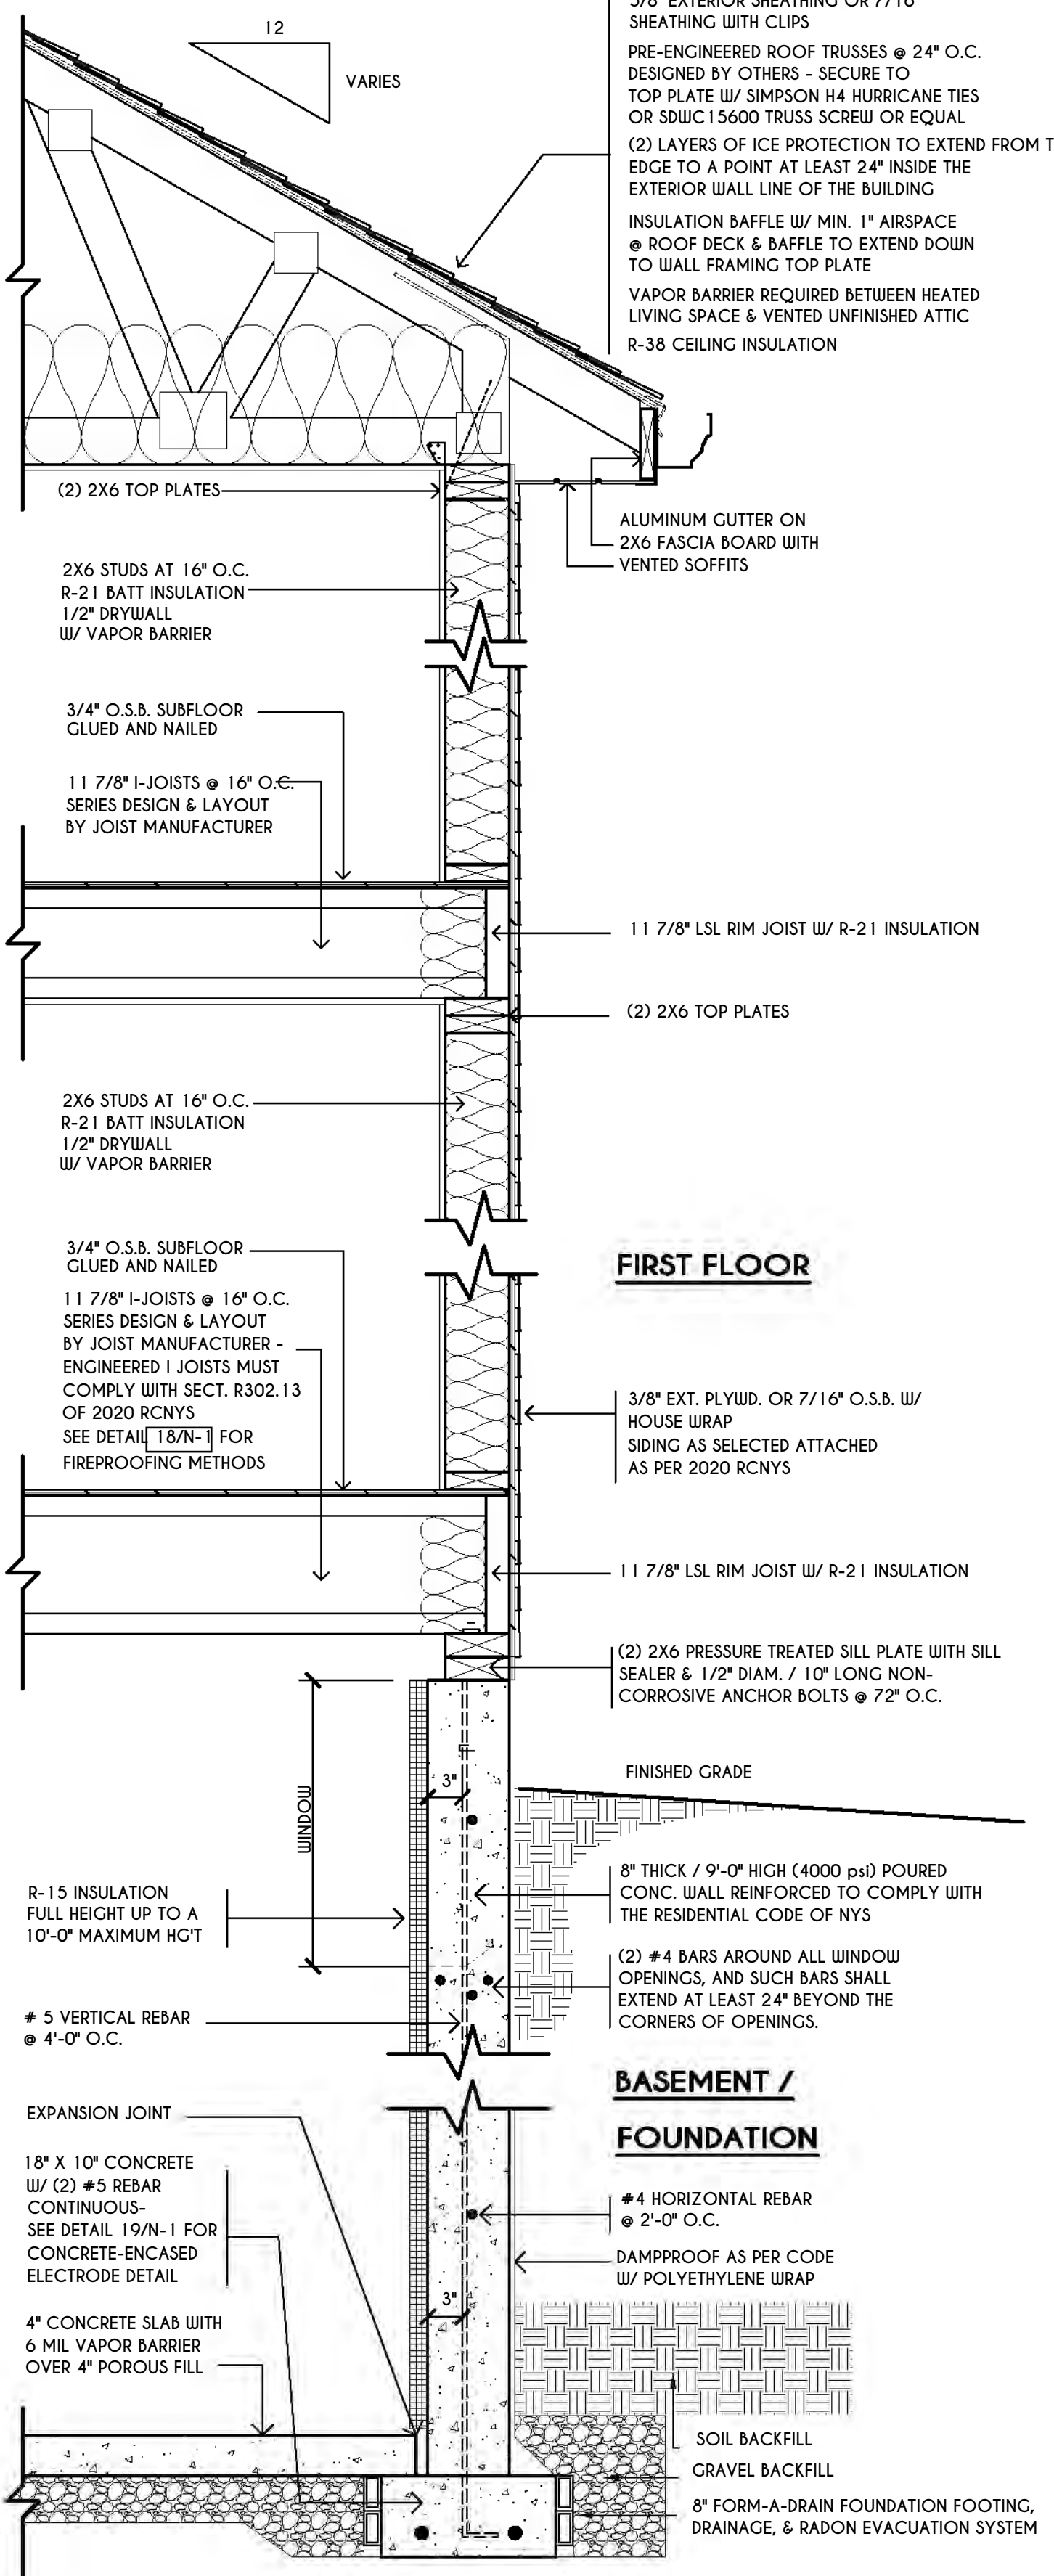 5/8" EXTERIOR SHEATHING OR 7/16"
SHEATHING WITH CLIPS
12
VARIES
PRE-ENGINEERED ROOF TRUSSES @ 24" O.C.
DESIGNED BY OTHERS - SECURE TO
TOP PLATE W/ SIMPSON H4 HURRICANE TIES
OR SDWC15600 TRUSS SCREW OR EQUAL
(2) LAYERS OF ICE PROTECTION TO EXTEND FROM T
EDGE TO A POINT AT LEAST 24" INSIDE THE
EXTERIOR WALL LINE OF THE BUILDING
INSULATION BAFFLE W/ MIN. 1" AIRSPACE
@ ROOF DECK & BAFFLE TO EXTEND DOWN
TO WALL FRAMING TOP PLATE
VAPOR BARRIER REQUIRED BETWEEN HEATED
LIVING SPACE & VENTED UNFINISHED ATTIC
R-38 CEILING INSULATION
(2) 2X6 TOP PLATES
ALUMINUM GUTTER ON
2X6 FASCIA BOARD WITH
VENTED SOFFITS
2X6 STUDS AT 16" O.C.
R-21 BATT INSULATION
1/2" DRYWALL
W/ VAPOR BARRIER
3/4" O.S.B. SUBFLOOR
GLUED AND NAILED
11 7/8" I-JOISTS @ 16" O.C.
SERIES DESIGN & LAYOUT
BY JOIST MANUFACTURER
11 7/8" LSL RIM JOIST W/ R-21 INSULATION
(2) 2X6 TOP PLATES
2X6 STUDS AT 16" O.C.
R-21 BATT INSULATION
1/2" DRYWALL
W/ VAPOR BARRIER
FIRST FLOOR
3/4" O.S.B. SUBFLOOR
GLUED AND NAILED
11 7/8" I-JOISTS @ 16" O.C.
SERIES DESIGN & LAYOUT
BY JOIST MANUFACTURER -
ENGINEERED I JOISTS MUST
COMPLY WITH SECT. R302.13
OF 2020 RCNYS
SEE DETAIL 18/N-1 FOR
FIREPROOFING METHODS
3/8" EXT. PLYWD. OR 7/16" O.S.B. W/
HOUSE WRAP
SIDING AS SELECTED ATTACHED
AS PER 2020 RCNYS
11 7/8" LSL RIM JOIST W/ R-21 INSULATION
(2) 2X6 PRESSURE TREATED SILL PLATE WITH SILL
SEALER & 1/2" DIAM. / 10" LONG NON-
CORROSIVE ANCHOR BOLTS @ 72" O.C.
FINISHED GRADE
3"
WINDOW
8" THICK / 9'-0" HIGH (4000 psi) POURED
CONC. WALL REINFORCED TO COMPLY WITH
THE RESIDENTIAL CODE OF NYS
R-15 INSULATION
FULL HEIGHT UP TO A
10'-0" MAXIMUM HG'T
(2) #4 BARS AROUND ALL WINDOW
OPENINGS, AND SUCH BARS SHALL
EXTEND AT LEAST 24" BEYOND THE
CORNERS OF OPENINGS.
# 5 VERTICAL REBAR
@ 4'-0" O.C.
BASEMENT /
FOUNDATION
EXPANSION JOINT
18" X 10" CONCRETE
W/ (2) #5 REBAR
CONTINUOUS-
SEE DETAIL 19/N-1 FOR
CONCRETE-ENCASED
ELECTRODE DETAIL
#4 HORIZONTAL REBAR
@ 2'-0" O.C.
DAMPPROOF AS PER CODE
W/ POLYETHYLENE WRAP
3"
4" CONCRETE SLAB WITH
6 MIL VAPOR BARRIER
OVER 4" POROUS FILL
SOIL BACKFILL
GRAVEL BACKFILL
8" FORM-A-DRAIN FOUNDATION FOOTING,
DRAINAGE, & RADON EVACUATION SYSTEM